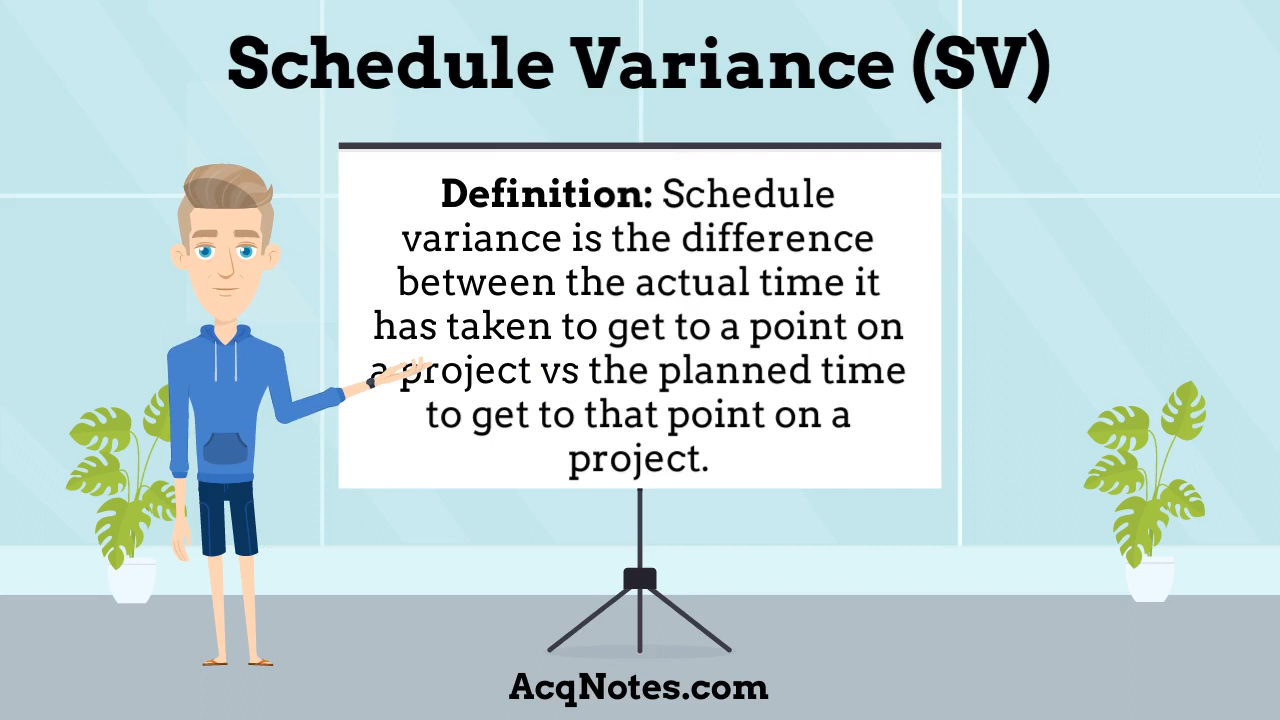 Schedule Variance (SV)
Definition: Schedule
variance is the difference
between the actual time it
has taken to get to a point on
a project vs the planned time
to get to that point on a
project.
AcqNotes.com